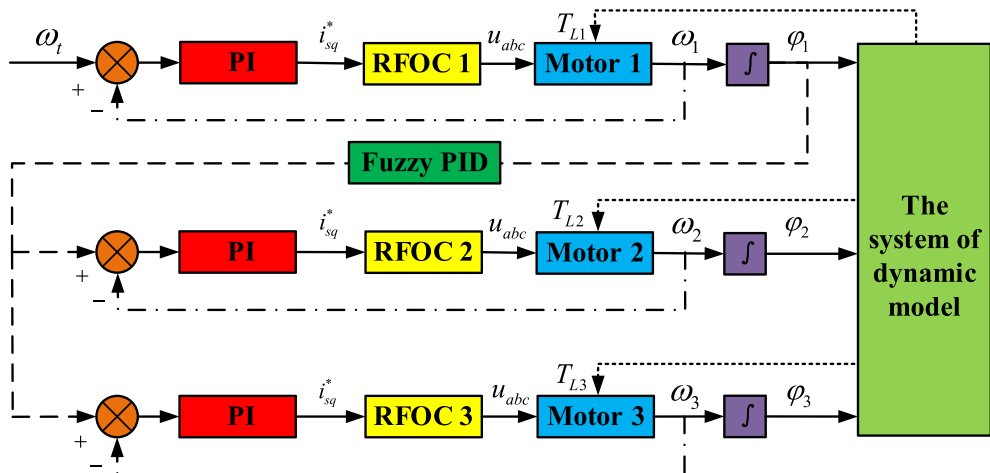 ω_t
+
−
PI
i*_sq
RFOC 1
u_abc
T_L1
Motor 1
ω_1
∫
φ_1
Fuzzy PID
+
−
PI
i*_sq
RFOC 2
u_abc
T_L2
Motor 2
ω_2
∫
φ_2
The
system of
dynamic
model
+
−
PI
i*_sq
RFOC 3
u_abc
T_L3
Motor 3
ω_3
∫
φ_3